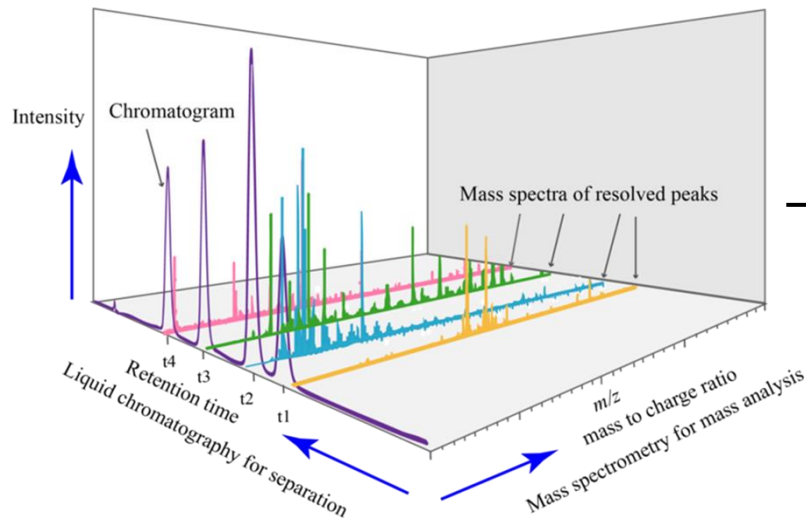 Intensity
Chromatogram
Mass spectra of resolved peaks
t4
t3
t2
t1
Retention time
Liquid chromatography for separation
m/z
mass to charge ratio
Mass spectrometry for mass analysis